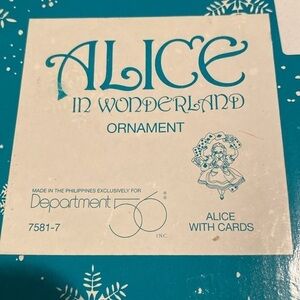 ALICE
IN WONDERLAND
ORNAMENT
MADE IN THE PHILIPPINES EXCLUSIVELY FOR
Department 56®
INC.
7581-7
ALICE
WITH CARDS